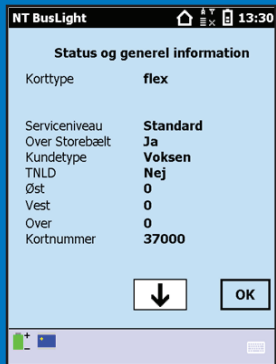 NT BusLight 13:30
Status og generel information
Korttype flex
Serviceniveau Standard
Over Storebælt Ja
Kundetype Voksen
TNLD Nej
Øst 0
Vest 0
Over 0
Kortnummer 37000
OK